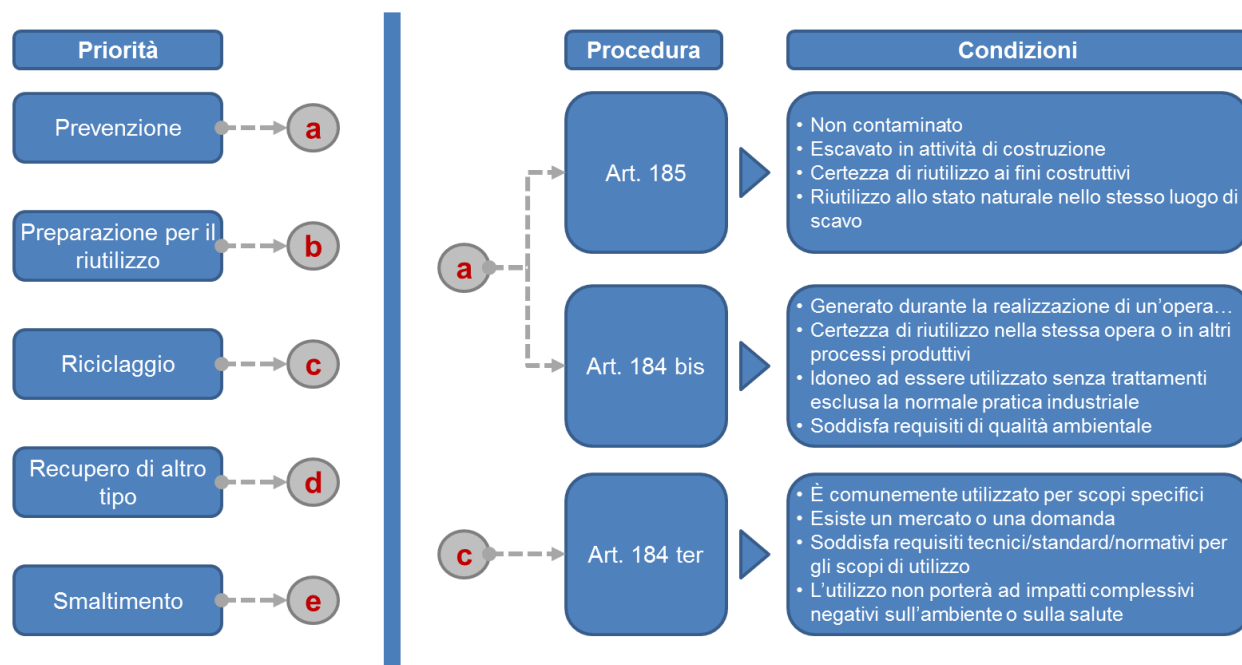 Priorità
Prevenzione
a
Preparazione per il
riutilizzo
b
Riciclaggio
c
Recupero di altro
tipo
d
Smaltimento
e
Procedura
Condizioni
a
Art. 185
• Non contaminato
• Escavato in attività di costruzione
• Certezza di riutilizzo ai fini costruttivi
• Riutilizzo allo stato naturale nello stesso luogo di
scavo
Art. 184 bis
• Generato durante la realizzazione di un’opera…
• Certezza di riutilizzo nella stessa opera o in altri
processi produttivi
• Idoneo ad essere utilizzato senza trattamenti
esclusa la normale pratica industriale
• Soddisfa requisiti di qualità ambientale
c
Art. 184 ter
• È comunemente utilizzato per scopi specifici
• Esiste un mercato o una domanda
• Soddisfa requisiti tecnici/standard/normativi per
gli scopi di utilizzo
• L’utilizzo non porterà ad impatti complessivi
negativi sull’ambiente o sulla salute